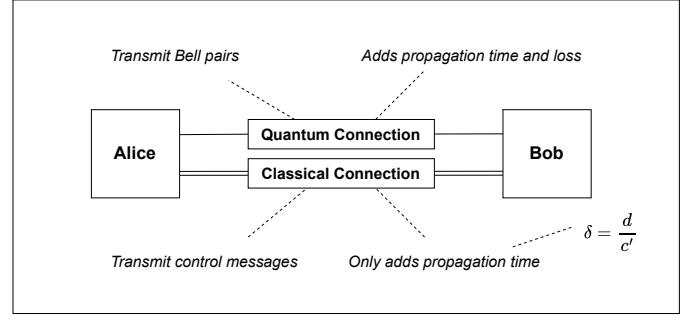 Transmit Bell pairs
Adds propagation time and loss
Alice
Quantum Connection
Classical Connection
Bob
Transmit control messages
Only adds propagation time
δ = d/c′